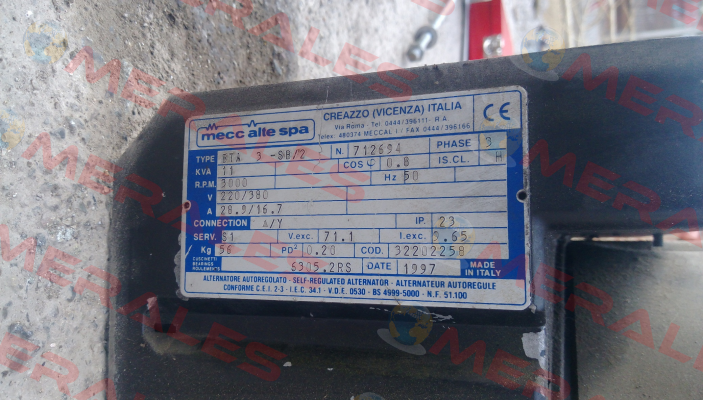 mecc alte spa
CREAZZO (VICENZA) ITALIA
Via Roma - Tel. 0444/396111 - R.A.
Telex: 480374 MECCAL I / FAX 0444/396166
CE
TYPE BTA 3 -SB/2 N. 712694 PHASE 3
KVA 11 COS φ 0.8 IS.CL. H
R.P.M. 3000 Hz 50
V 220/380
A 28.9/16.7
CONNECTION Δ/Y IP. 23
SERV. S1 V.exc. 71.1 I.exc. 3.65
Kg 56 PD² 0.20 COD. 32202258
CUSCINETTI
BEARINGS
ROULEMENTS
6305.2RS DATE 1997 MADE IN ITALY
ALTERNATORE AUTOREGOLATO - SELF-REGULATED ALTERNATOR - ALTERNATEUR AUTOREGULE
CONFORME C.E.I. 2-3 - I.E.C. 34.1 - V.D.E. 0530 - BS 4999-5000 - N.F. 51.100
OMERALES